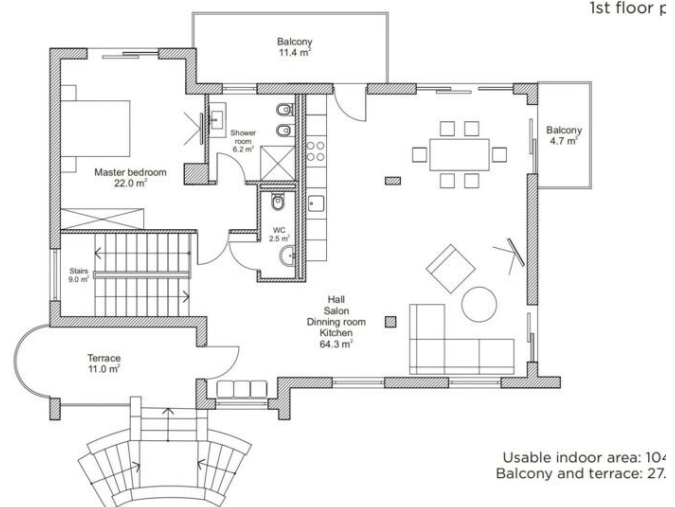 1st floor p
Balcony
11.4 m²
Balcony
4.7 m²
Shower
room
6.2 m²
Master bedroom
22.0 m²
WC
2.5 m²
Stairs
9.0 m²
Hall
Salon
Dinning room
Kitchen
64.3 m²
Terrace
11.0 m²
Usable indoor area: 104
Balcony and terrace: 27.